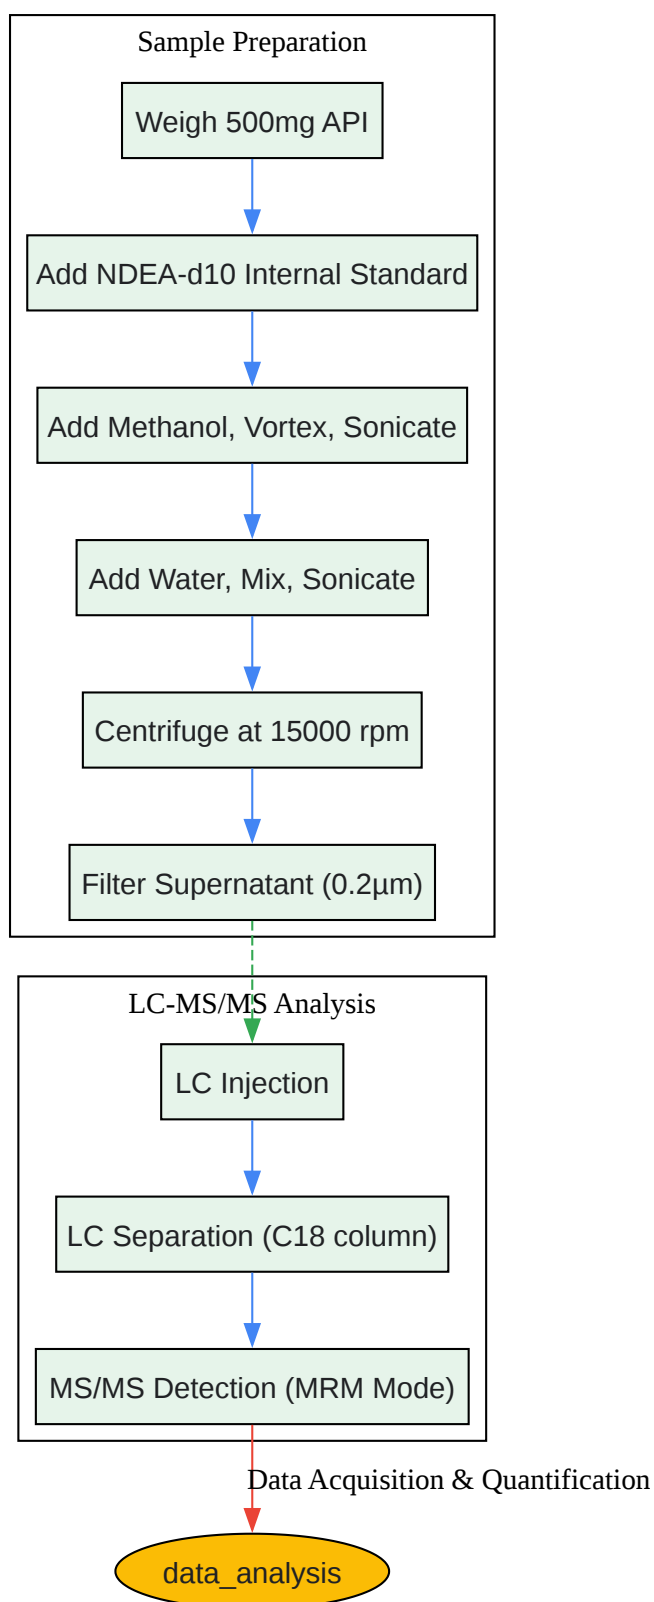 Sample Preparation
Weigh 500mg API
Add NDEA-d10 Internal Standard
Add Methanol, Vortex, Sonicate
Add Water, Mix, Sonicate
Centrifuge at 15000 rpm
Filter Supernatant (0.2µm)
LC-MS/MS Analysis
LC Injection
LC Separation (C18 column)
MS/MS Detection (MRM Mode)
Data Acquisition & Quantification
data_analysis